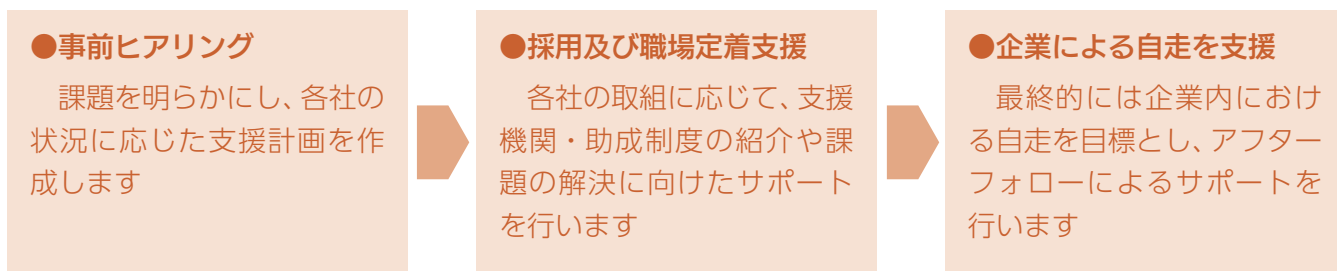 ●事前ヒアリング
課題を明らかにし、各社の
状況に応じた支援計画を作
成します
●採用及び職場定着支援
各社の取組に応じて、支援
機関・助成制度の紹介や課
題の解決に向けたサポート
を行います
●企業による自走を支援
最終的には企業内におけ
る自走を目標とし、アフター
フォローによるサポートを
行います